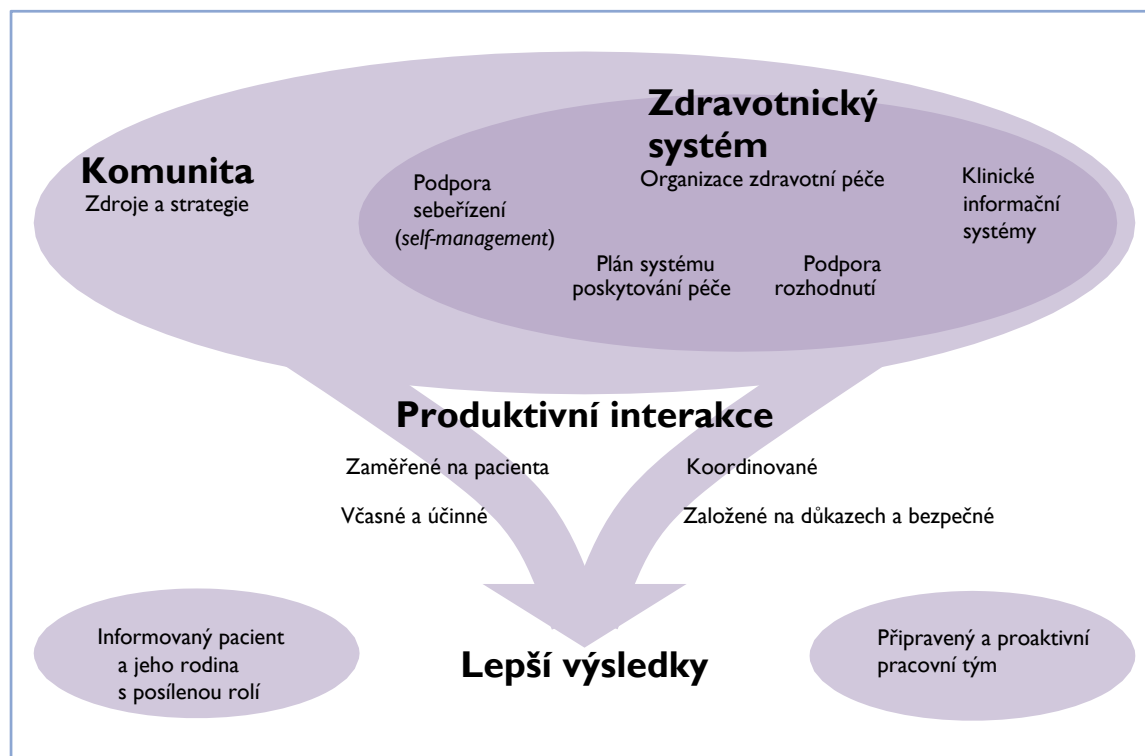 Zdravotnický
systém
Organizace zdravotní péče
Komunita
Zdroje a strategie
Podpora
sebeřízení
(self-management)
Klinické
informační
systémy
Plán systému
poskytování péče
Podpora
rozhodnutí
Produktivní interakce
Zaměřené na pacienta
Koordinované
Včasné a účinné
Založené na důkazech a bezpečné
Informovaný pacient
a jeho rodina
s posílenou rolí
Lepší výsledky
Připravený a proaktivní
pracovní tým